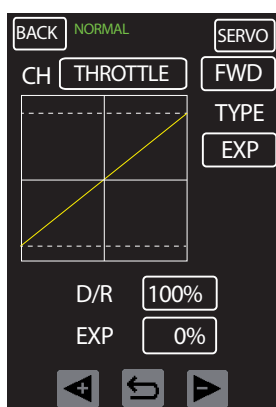 BACK NORMAL SERVO
CH THROTTLE FWD
TYPE
EXP
D/R 100%
EXP 0%